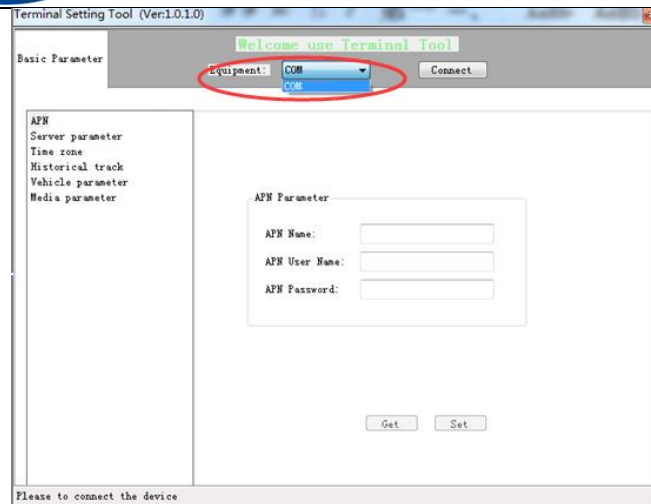 Terminal Setting Tool (Ver:1.0.1.0)
Welcome use Terminal Tool
Basic Parameter
Equipment: COM Connect
COM
APN
Server parameter
Time zone
Historical track
Vehicle parameter
Media parameter
APN Parameter
APN Name:
APN User Name:
APN Password:
Get Set
Please to connect the device